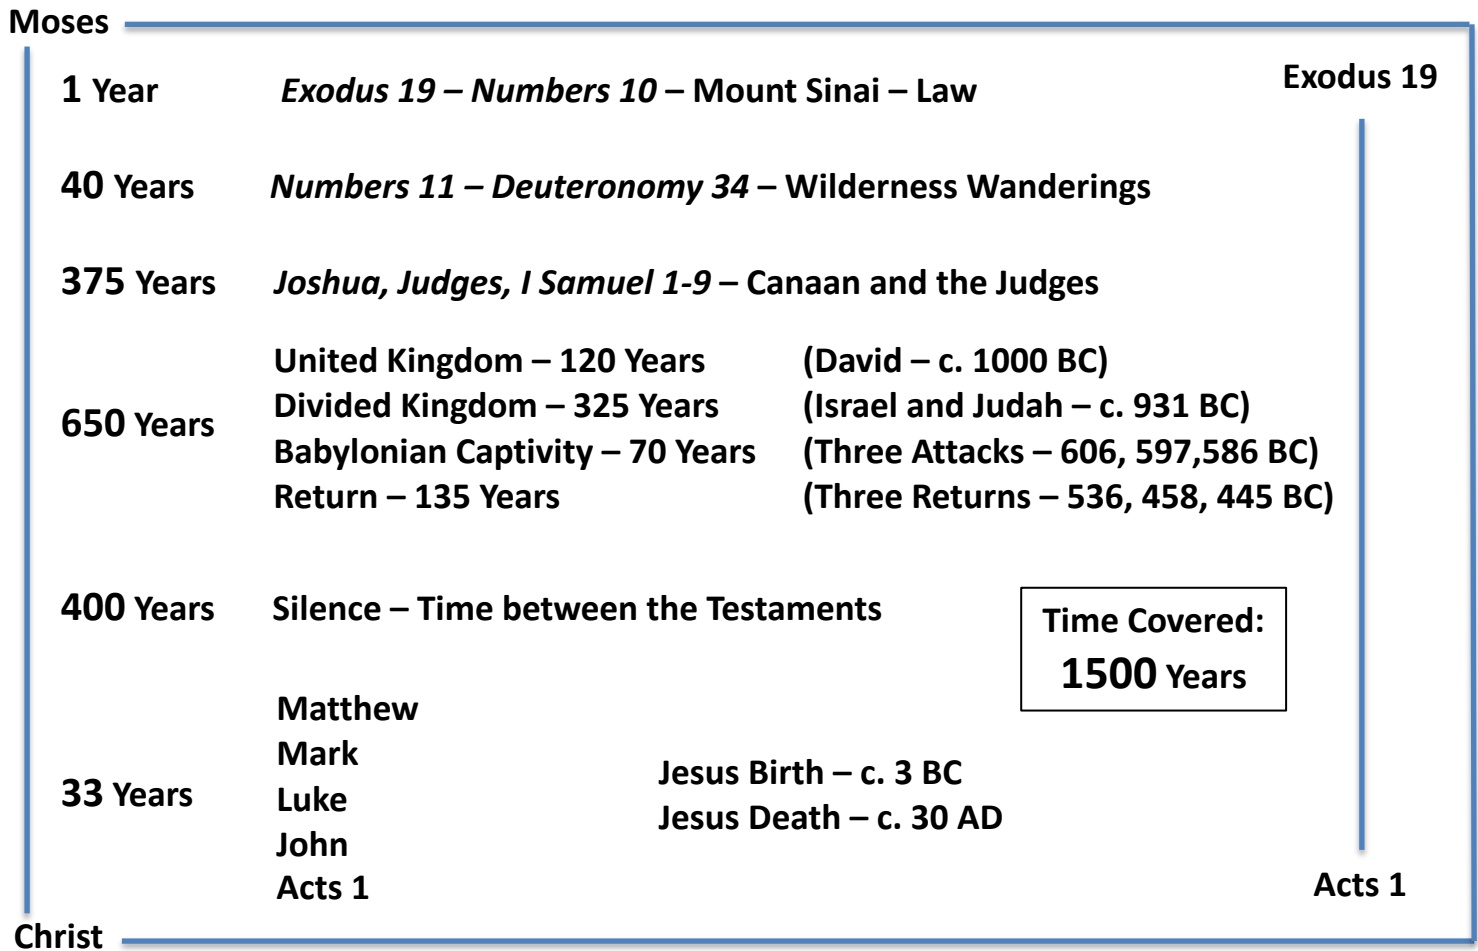 Moses
1 Year Exodus 19 – Numbers 10 – Mount Sinai – Law Exodus 19
40 Years Numbers 11 – Deuteronomy 34 – Wilderness Wanderings
375 Years Joshua, Judges, I Samuel 1-9 – Canaan and the Judges
650 Years
United Kingdom – 120 Years (David – c. 1000 BC)
Divided Kingdom – 325 Years (Israel and Judah – c. 931 BC)
Babylonian Captivity – 70 Years (Three Attacks – 606, 597,586 BC)
Return – 135 Years (Three Returns – 536, 458, 445 BC)
400 Years Silence – Time between the Testaments
Time Covered:
1500 Years
33 Years
Matthew
Mark
Luke
John
Acts 1
Jesus Birth – c. 3 BC
Jesus Death – c. 30 AD
Acts 1
Christ